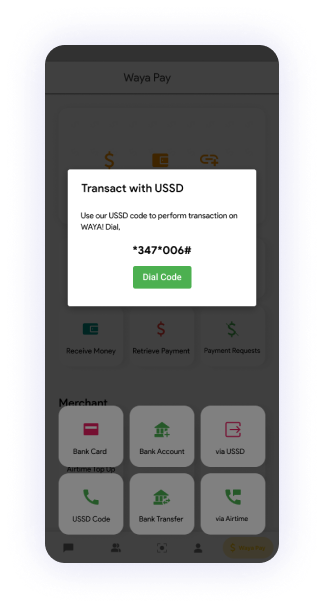 Waya Pay
Transact with USSD
Use our USSD code to perform transaction on
WAYA! Dial,
*347*006#
Dial Code
Receive Money
Retrieve Payment
Payment Requests
Merchant
Bank Card
Bank Account
via USSD
Airtime Top Up
USSD Code
Bank Transfer
via Airtime
Waya Pay